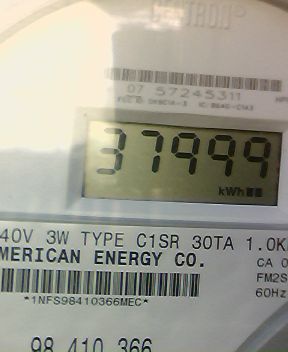 CENTRON®
07 57245311
37999
kWh
40V 3W TYPE C1SR 30TA 1.0K
MERICAN ENERGY CO.
CA 0
FM2S
60Hz
*1NFS98410366MEC*
98 410 366